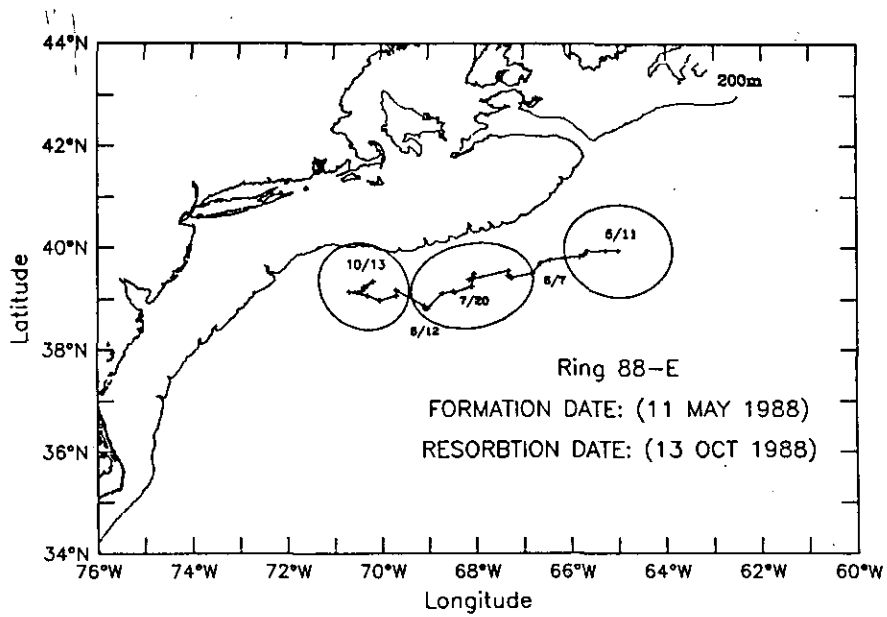 44°N
200m
42°N
40°N
5/11
10/13
6/7
7/20
8/12
38°N
Ring 88-E
FORMATION DATE: (11 MAY 1988)
36°N
RESORBTION DATE: (13 OCT 1988)
34°N
76°W 74°W 72°W 70°W 68°W 66°W 64°W 62°W 60°W
Longitude
Latitude